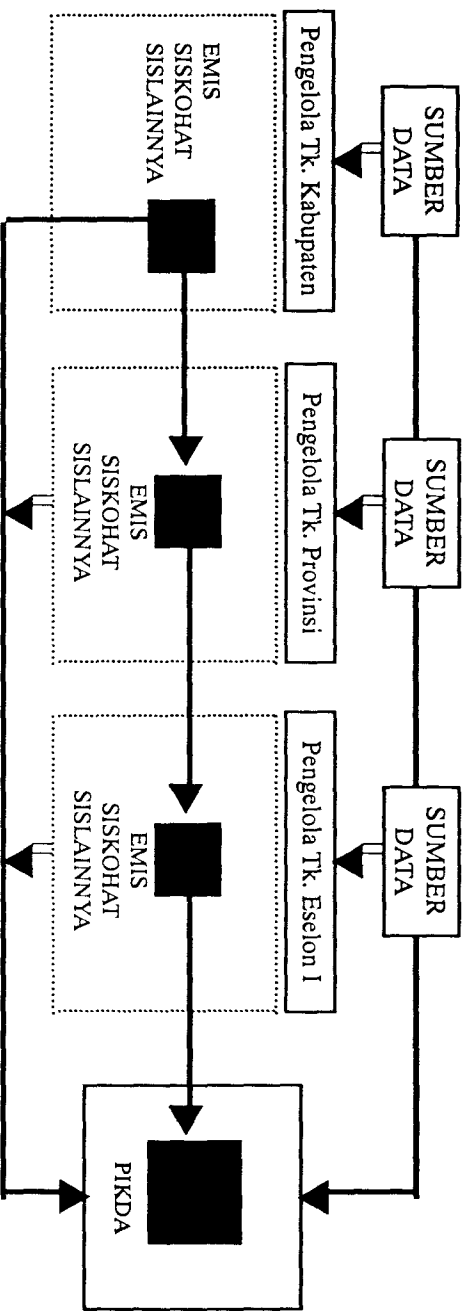 SUMBER
DATA
SUMBER
DATA
SUMBER
DATA
Pengelola Tk. Kabupaten
Pengelola Tk. Provinsi
Pengelola Tk. Eselon I
EMIS
SISKOHAT
SISLAINNYA
EMIS
SISKOHAT
SISLAINNYA
EMIS
SISKOHAT
SISLAINNYA
PIKDA